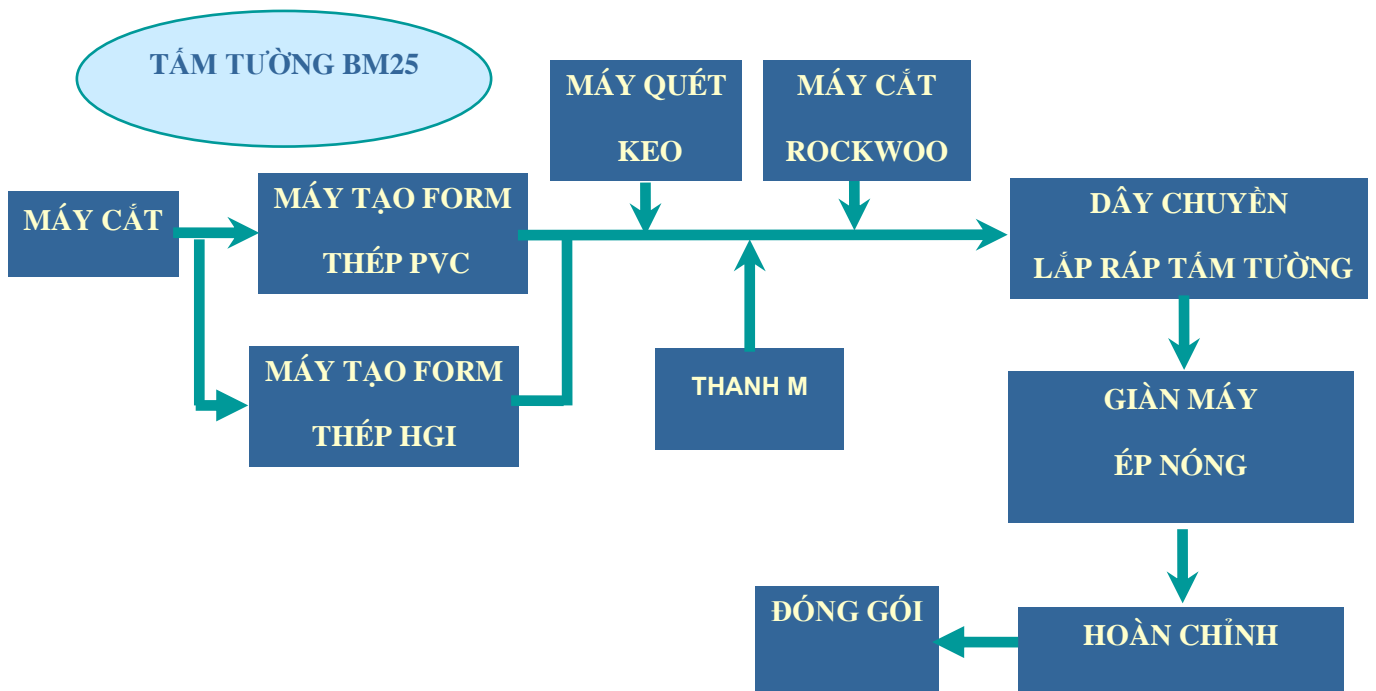 TẤM TƯỜNG BM25
MÁY QUÉT
KEO
MÁY CẮT
ROCKWOO
MÁY CẮT
MÁY TẠO FORM
THÉP PVC
DÂY CHUYỀN
LẮP RÁP TẤM TƯỜNG
MÁY TẠO FORM
THÉP HGI
THANH M
GIÀN MÁY
ÉP NÓNG
ĐÓNG GÓI
HOÀN CHỈNH